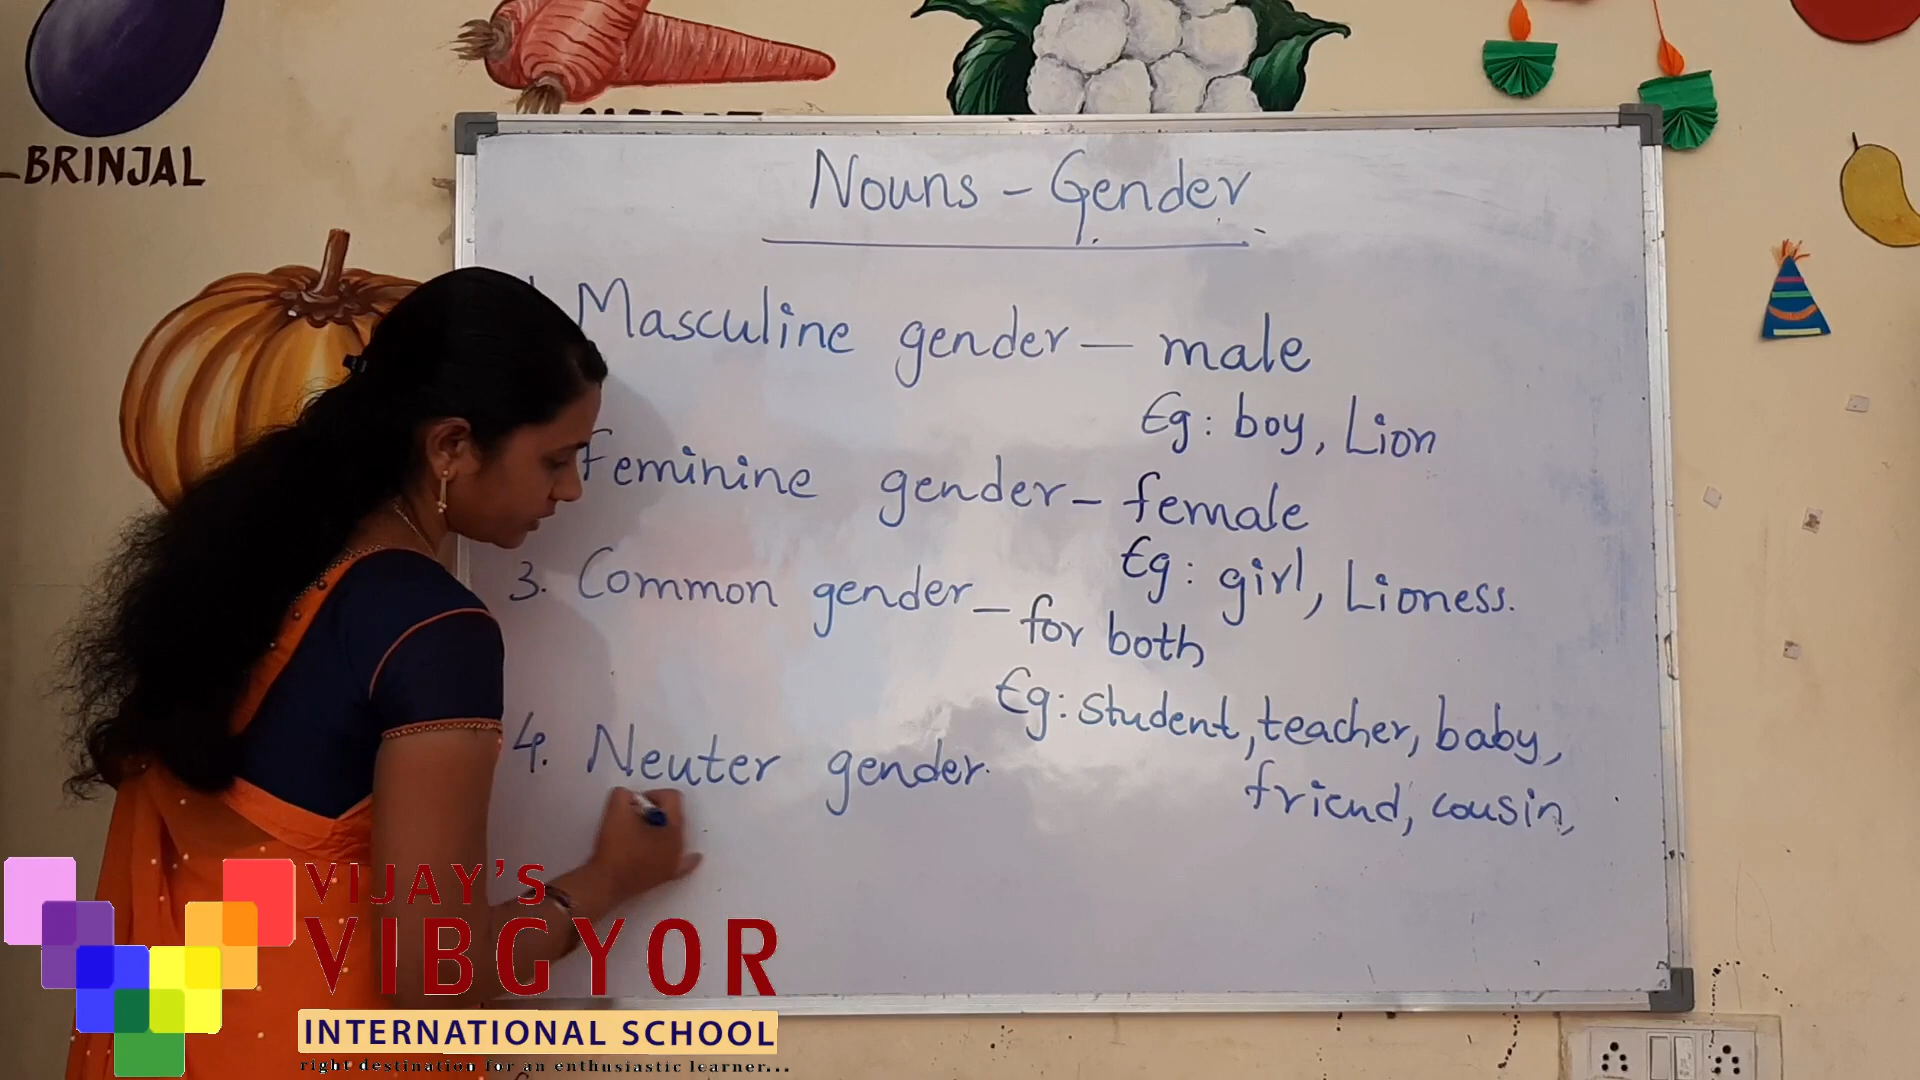 BRINJAL
Nouns - Gender
Masculine gender - male
Eg: boy, Lion
Feminine gender - female
Eg: girl, Lioness.
3. Common gender - for both
Eg: student, teacher, baby,
friend, cousin,
4. Neuter gender.
VIJAY'S
VIBGYOR
INTERNATIONAL SCHOOL
right destination for an enthusiastic learner...